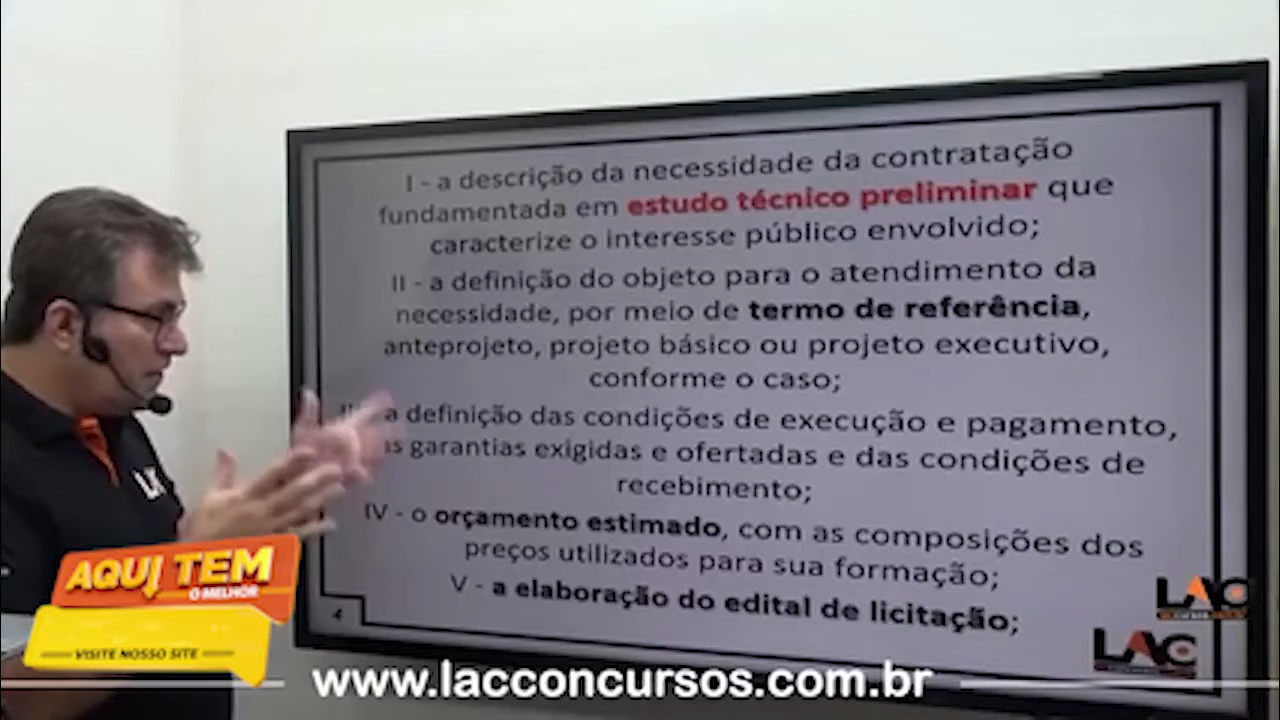 I - a descrição da necessidade da contratação
fundamentada em estudo técnico preliminar que
caracterize o interesse público envolvido;
II - a definição do objeto para o atendimento da
necessidade, por meio de termo de referência,
anteprojeto, projeto básico ou projeto executivo,
conforme o caso;
a definição das condições de execução e pagamento,
garantias exigidas e ofertadas e das condições de
recebimento;
IV - o orçamento estimado, com as composições dos
preços utilizados para sua formação;
V - a elaboração do edital de licitação;
4
LAC
LAC
AQUI TEM
O MELHOR
VISITE NOSSO SITE
www.lacconcursos.com.br